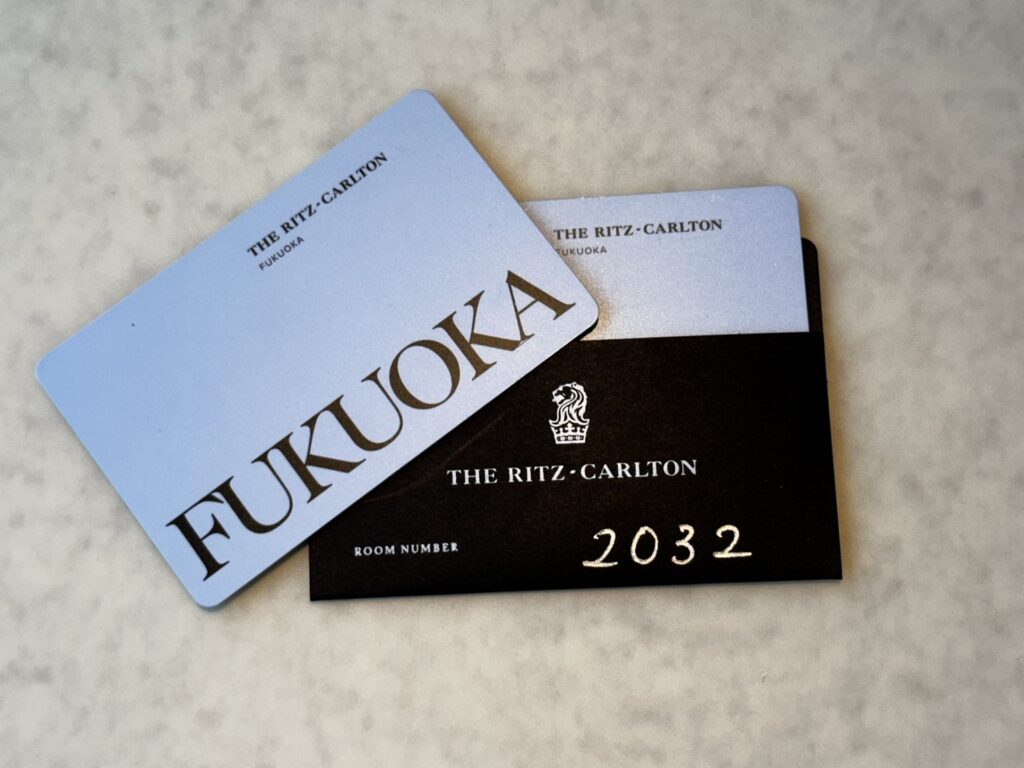 THE RITZ-CARLTON
FUKUOKA
FUKUOKA
THE RITZ-CARLTON
FUKUOKA
THE RITZ-CARLTON
ROOM NUMBER 2032